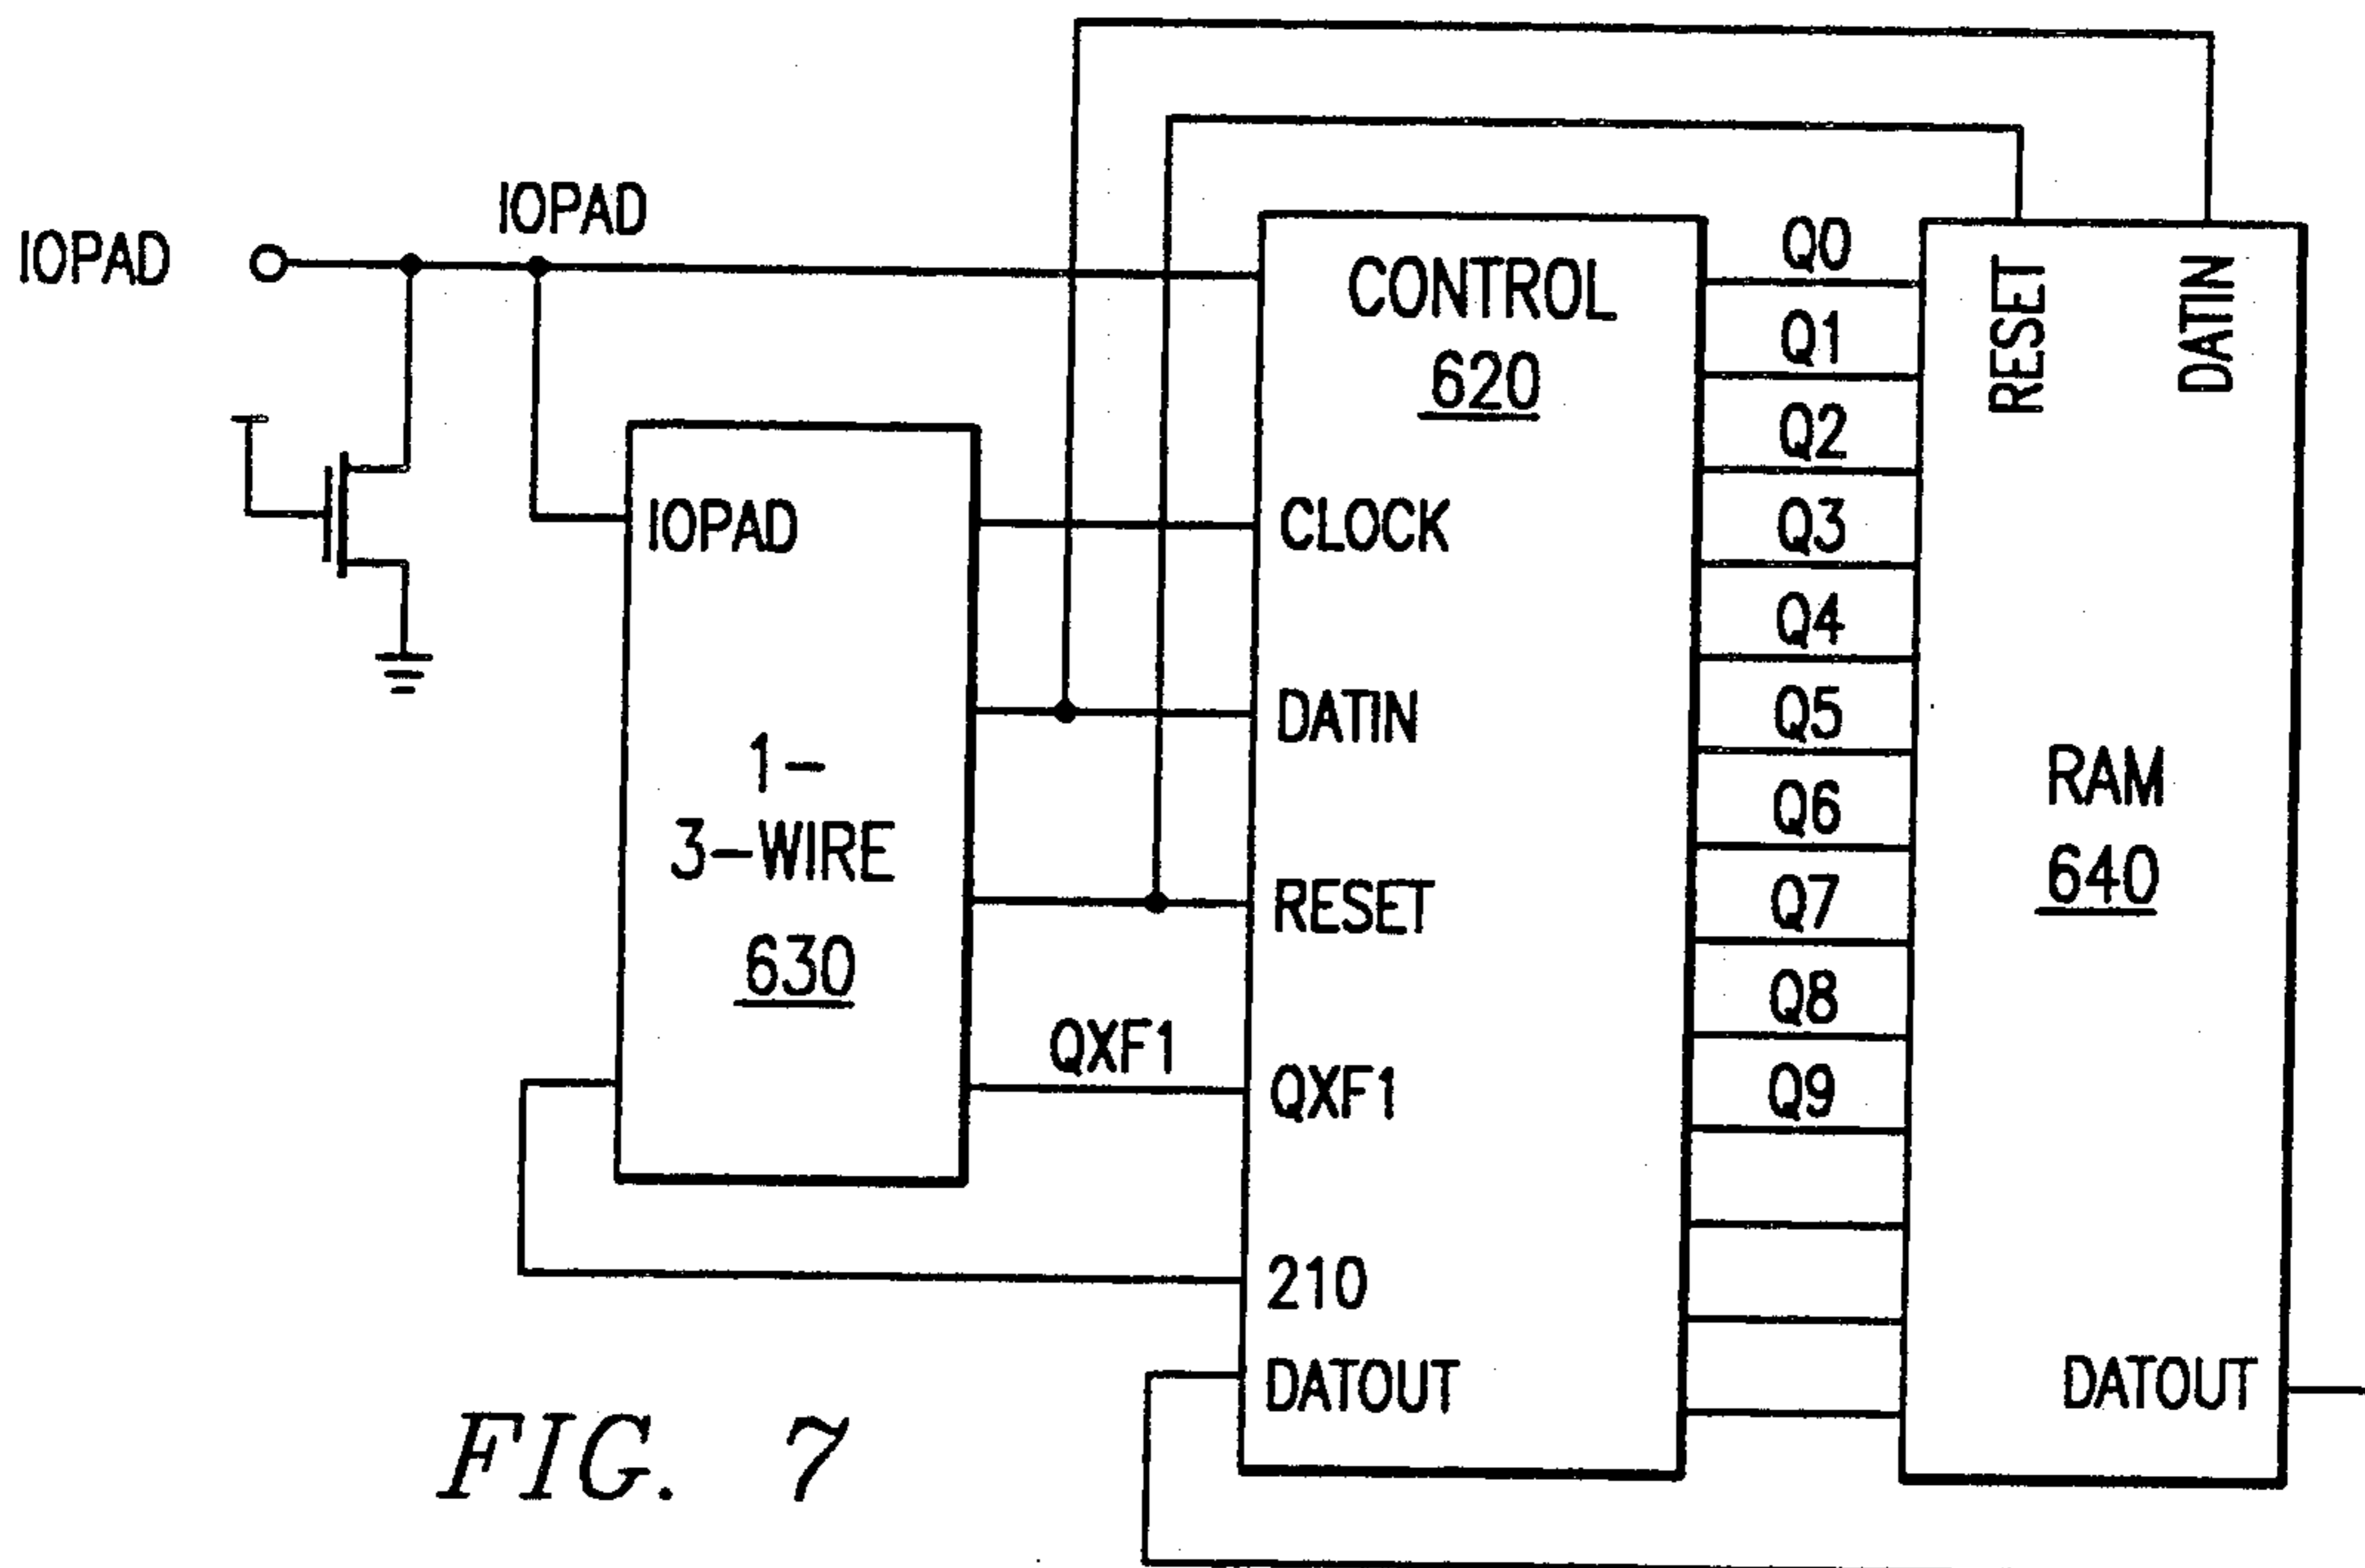 IOPAD
IOPAD
IOPAD
1-
3-WIRE
630
QXF1
CONTROL
620
CLOCK
DATIN
RESET
QXF1
210
DATOUT
Q0
Q1
Q2
Q3
Q4
Q5
Q6
Q7
Q8
Q9
RESET
DATIN
RAM
640
DATOUT
FIG. 7